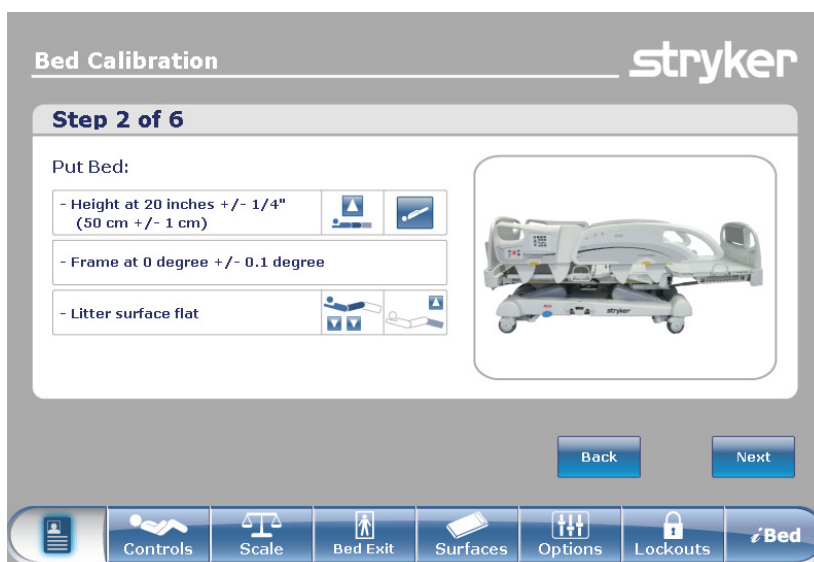 Bed Calibration
stryker
Step 2 of 6
Put Bed:
- Height at 20 inches +/- 1/4"
(50 cm +/- 1 cm)
- Frame at 0 degree +/- 0.1 degree
- Litter surface flat
stryker
Back
Next
Controls
Scale
Bed Exit
Surfaces
Options
Lockouts
iBed